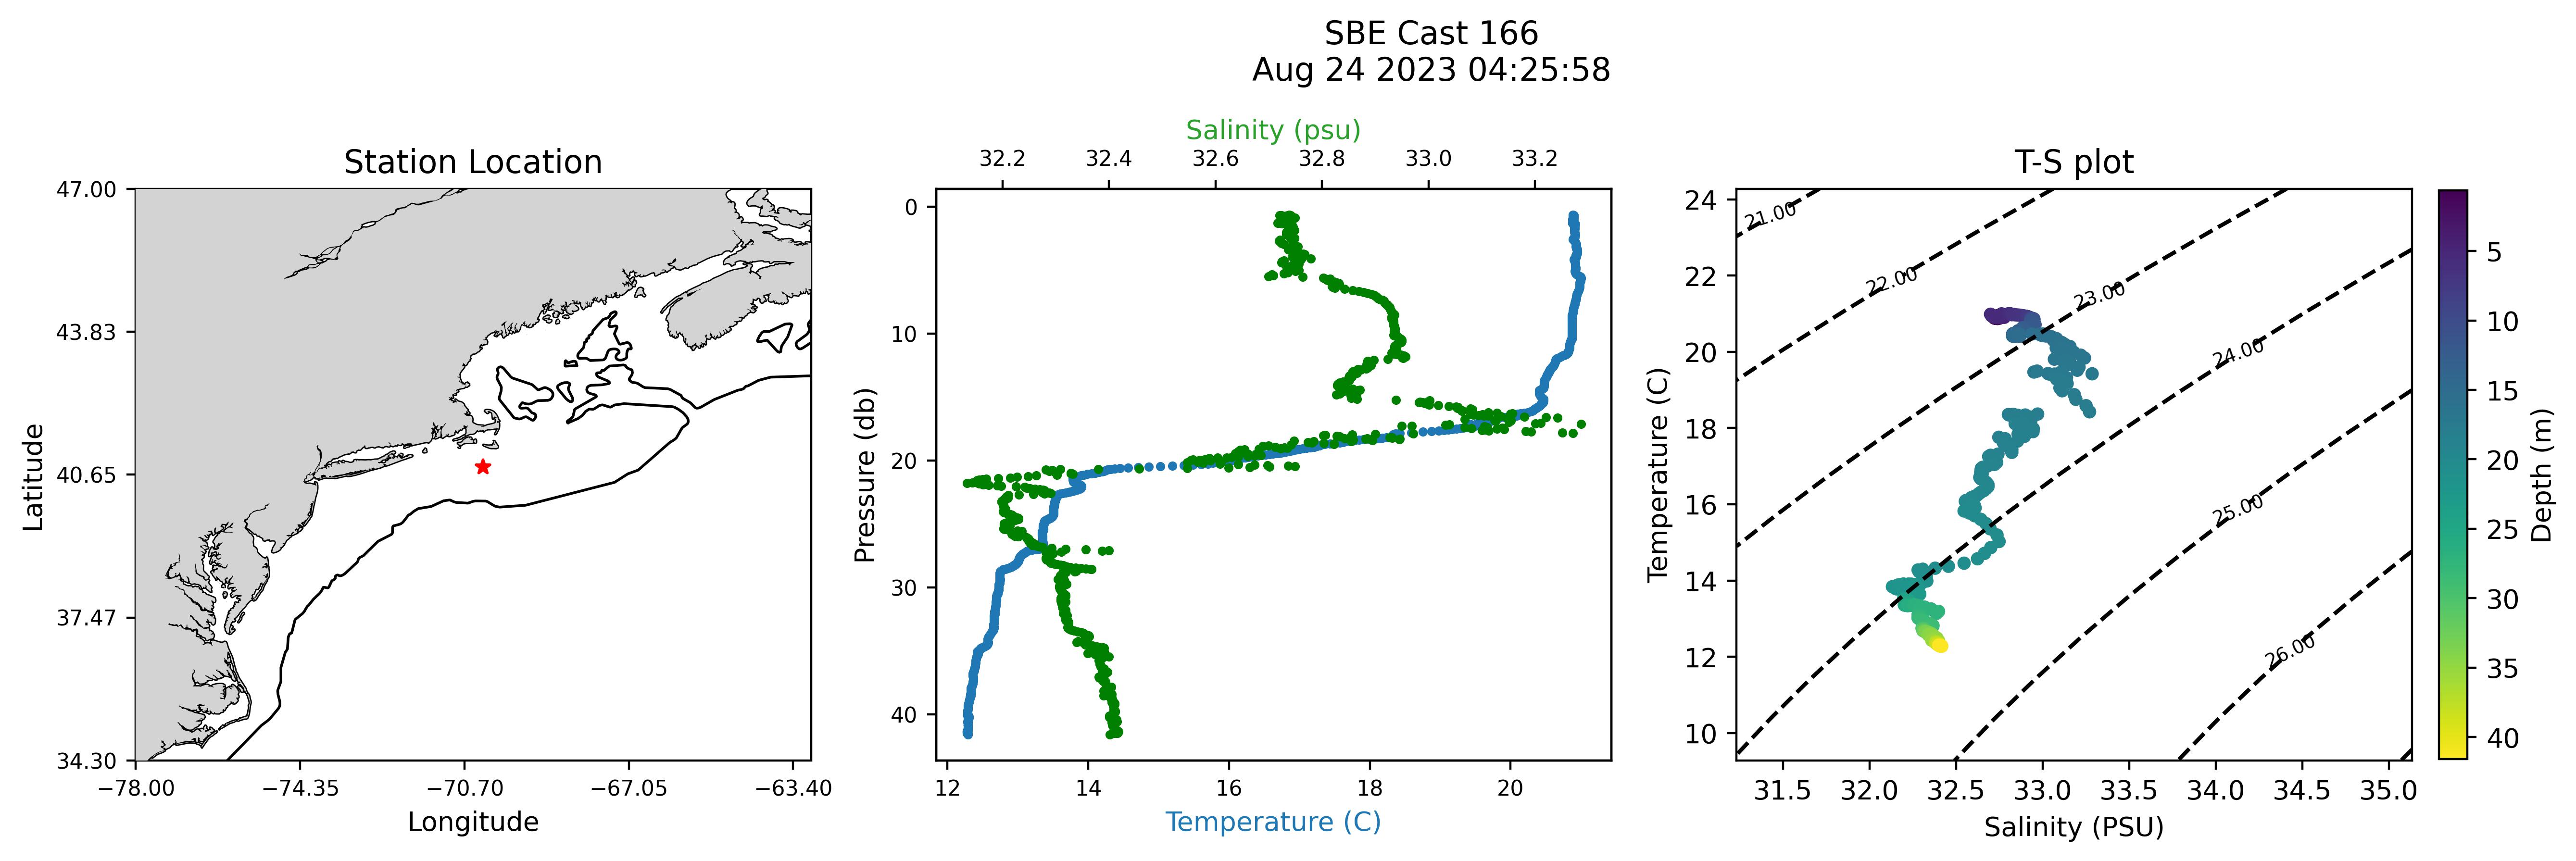 SBE Cast 166
Aug 24 2023 04:25:58
Station Location
47.00
43.83
40.65
37.47
34.30
Latitude
−78.00 −74.35 −70.70 −67.05 −63.40
Longitude
Salinity (psu)
32.2 32.4 32.6 32.8 33.0 33.2
0
10
20
30
40
Pressure (db)
12 14 16 18 20
Temperature (C)
T-S plot
24
22
20
18
16
14
12
10
Temperature (C)
21.00
22.00
23.00
24.00
25.00
26.00
31.5 32.0 32.5 33.0 33.5 34.0 34.5 35.0
Salinity (PSU)
5
10
15
20
25
30
35
40
Depth (m)